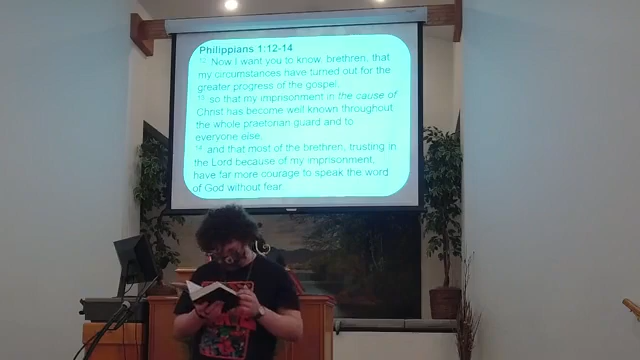 Philippians 1:12-14
12 Now I want you to know, brethren, that
my circumstances have turned out for the
greater progress of the gospel,
13 so that my imprisonment in the cause of
Christ has become well known throughout
the whole praetorian guard and to
everyone else,
14 and that most of the brethren, trusting in
the Lord because of my imprisonment,
have far more courage to speak the word
of God without fear.